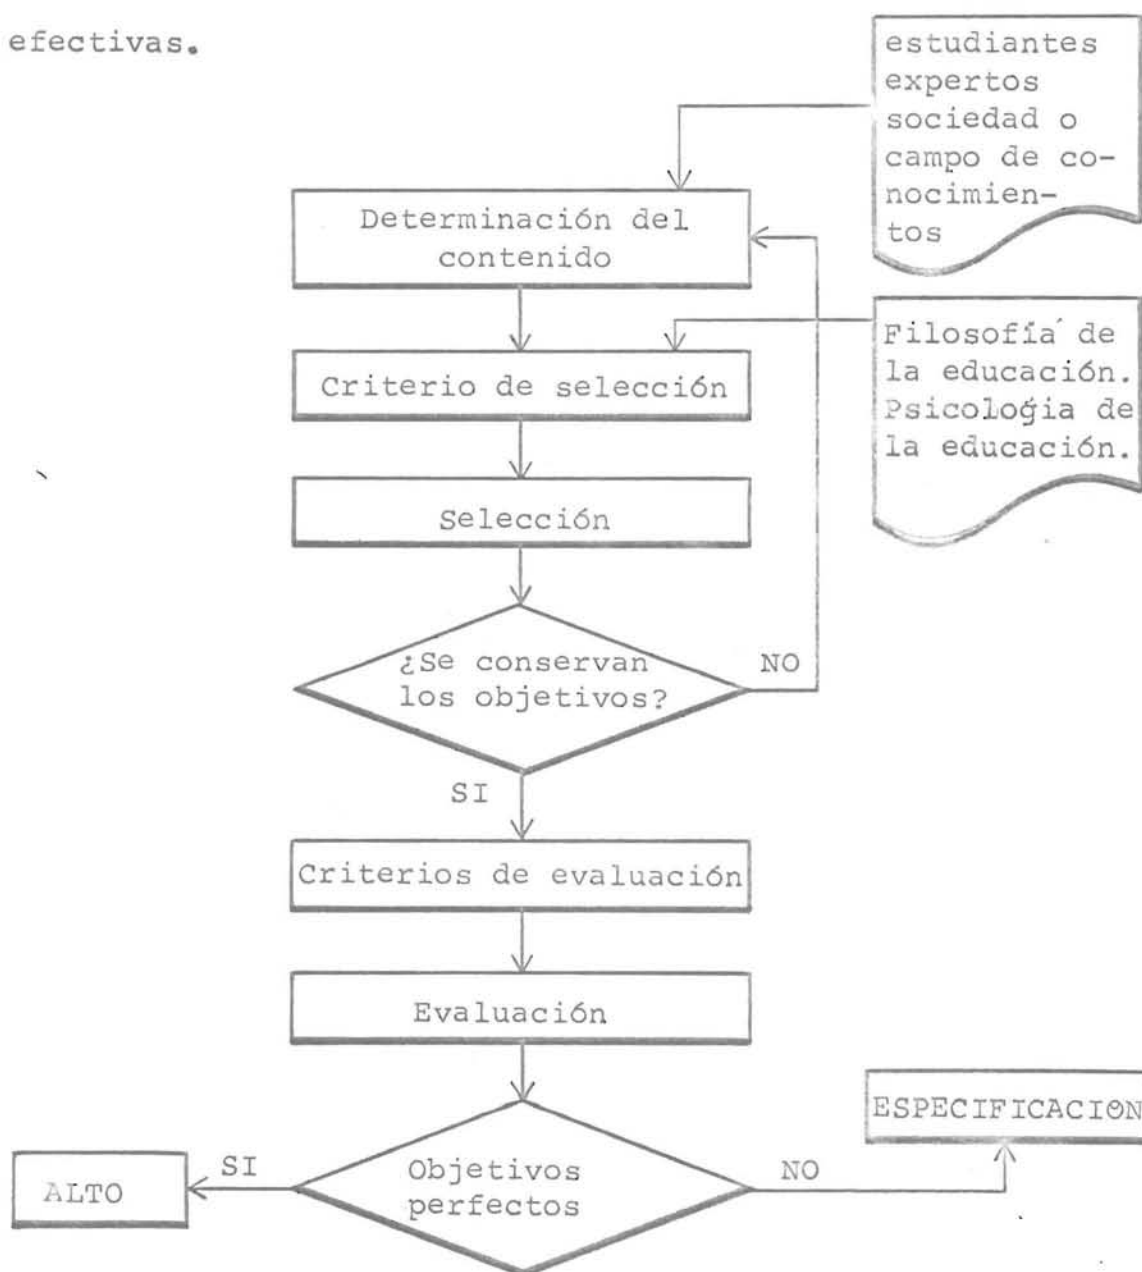 efectivas.
estudiantes
expertos
sociedad o
campo de co-
nocimien-
tos
Determinación del
contenido
Filosofía de
la educación.
Psicología de
la educación.
Criterio de selección
Selección
¿Se conservan
los objetivos?
NO
SI
Criterios de evaluación
Evaluación
ESPECIFICACION
Objetivos
perfectos
SI
NO
ALTO